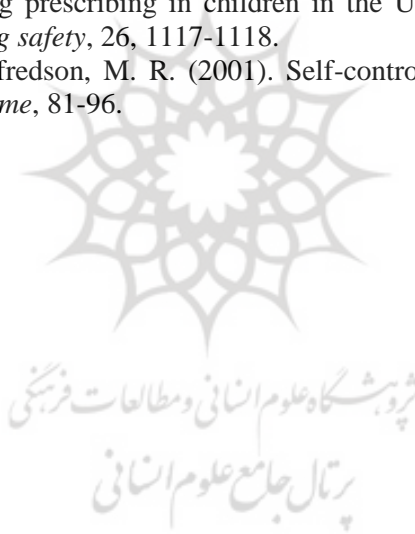 g prescribing in children in the U
g safety, 26, 1117-1118.
fredson, M. R. (2001). Self-control
me, 81-96.
پژوهشگاه علوم انسانی و مطالعات فرهنگی
پرتال جامع علوم انسانی